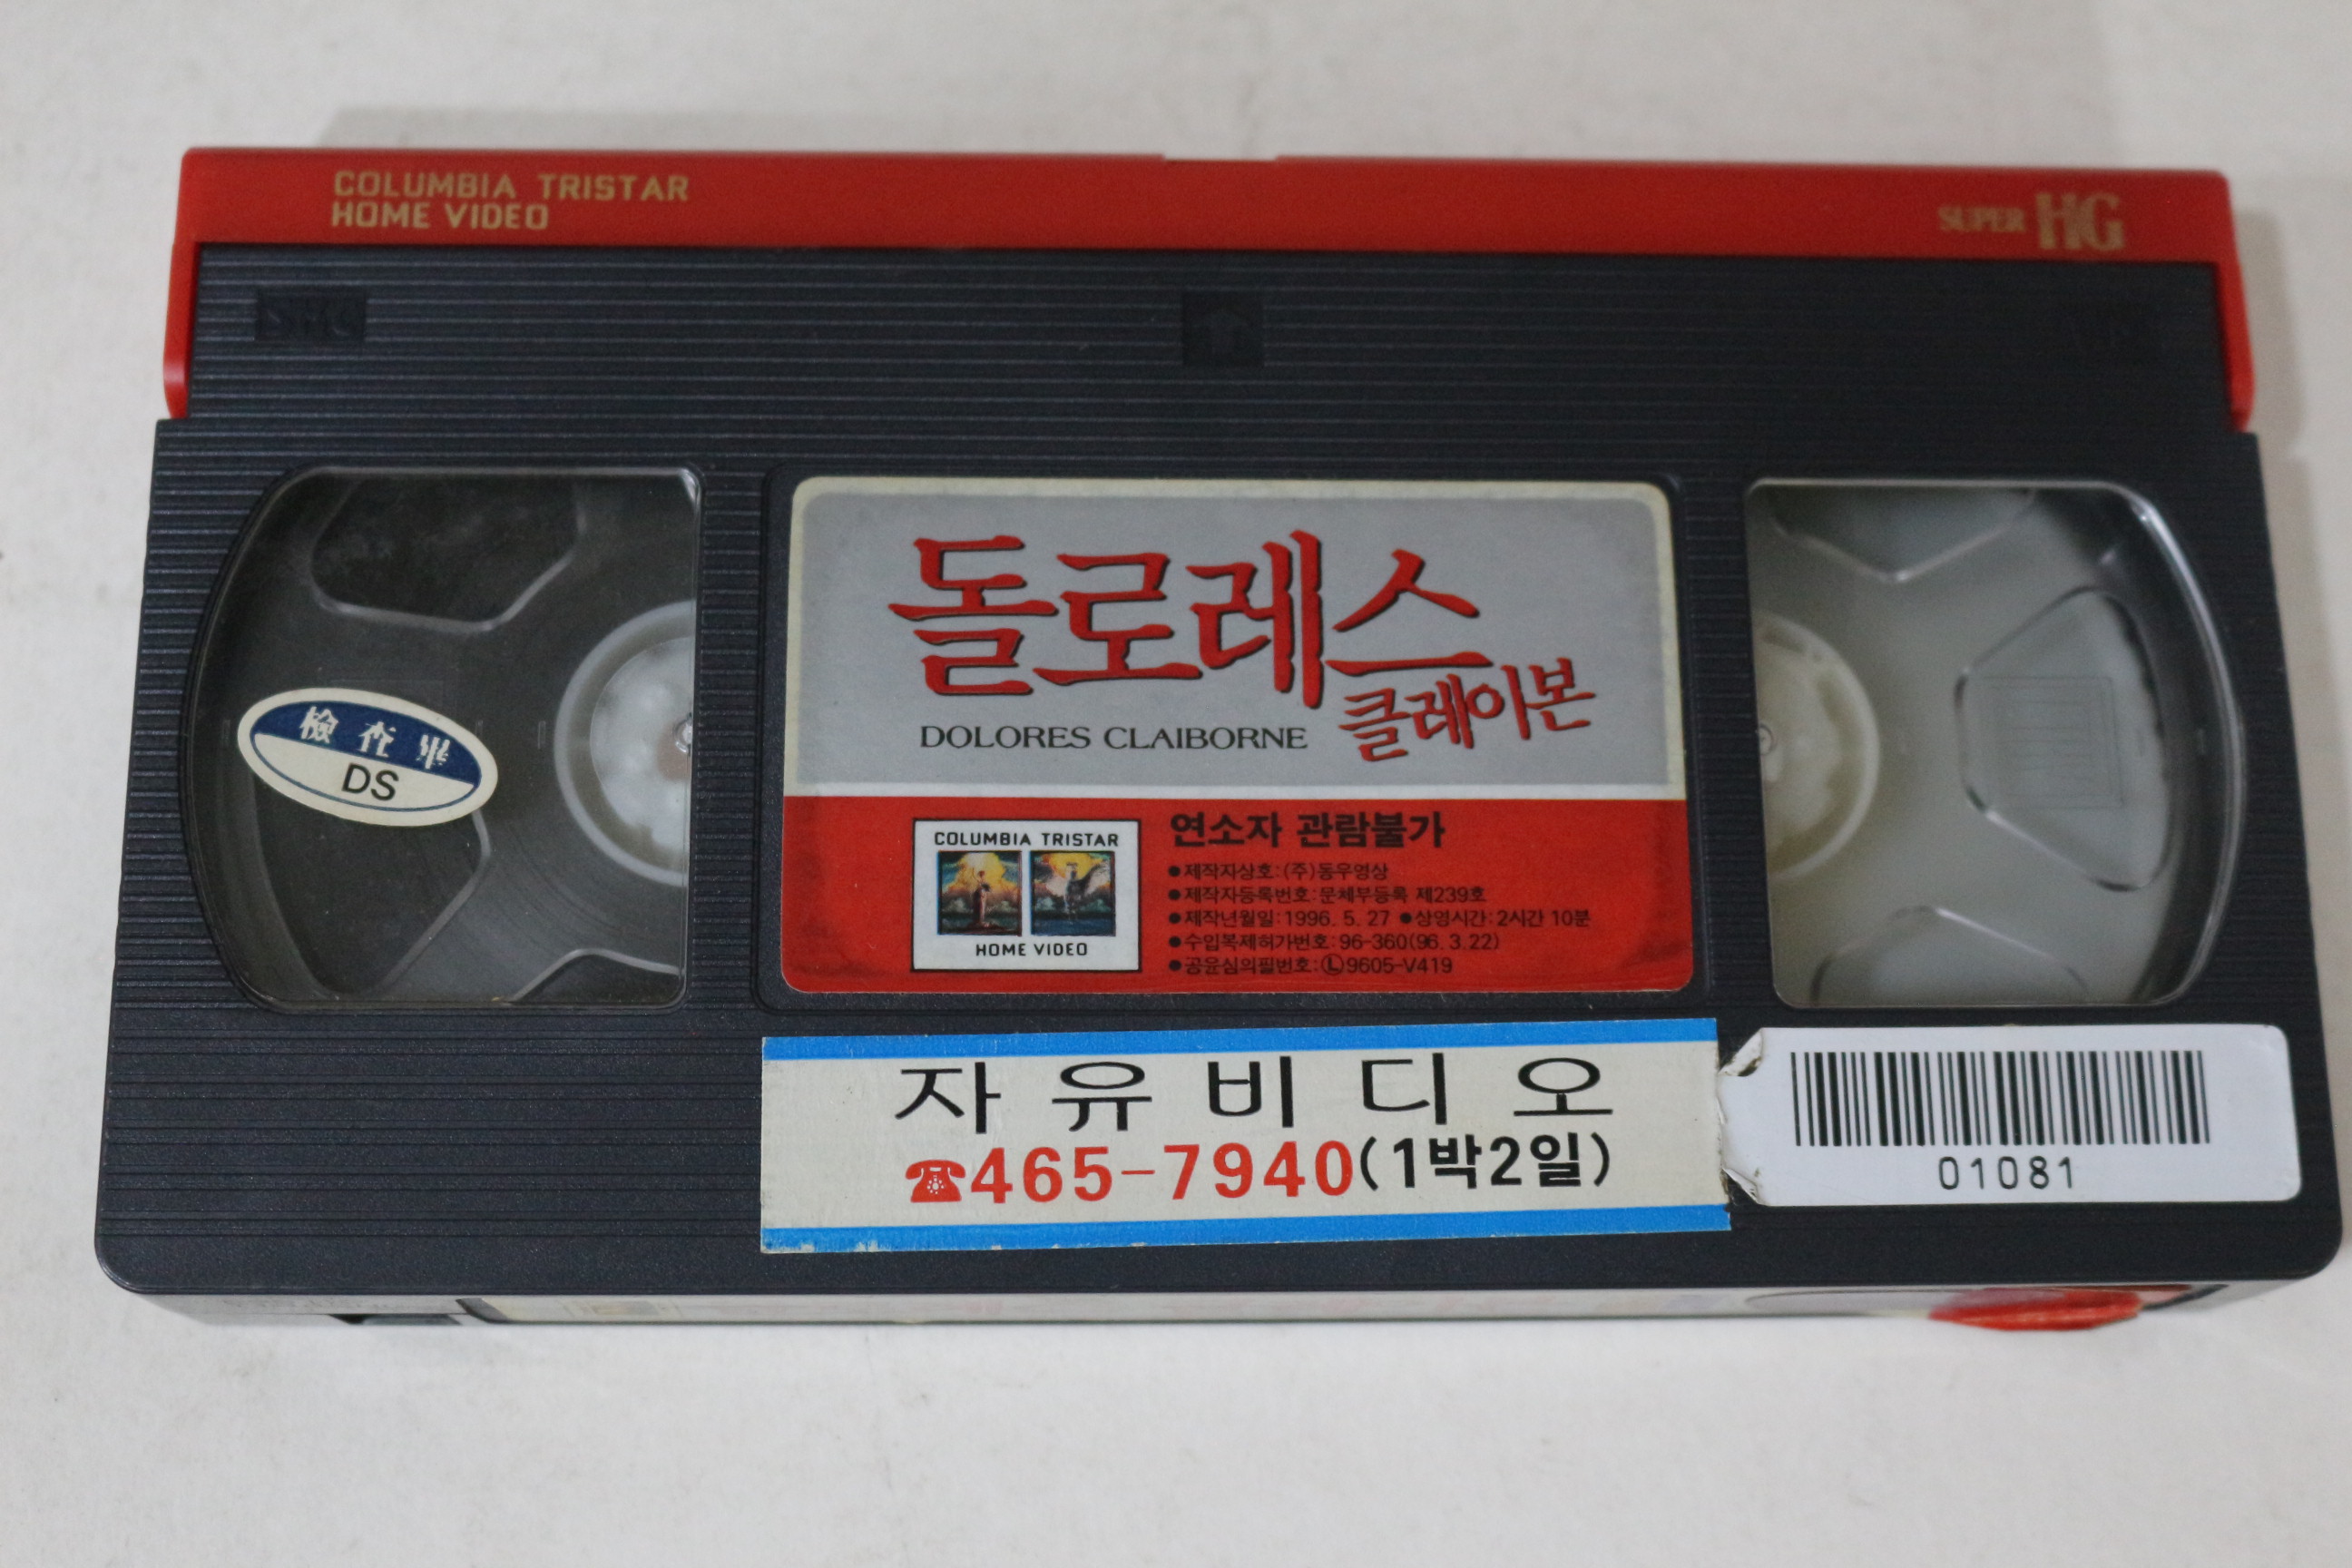 COLUMBIA TRISTAR
HOME VIDEO
SUPER HG
돌로레스
클레이본
DOLORES CLAIBORNE
檢査畢
DS
COLUMBIA TRISTAR
HOME VIDEO
연소자 관람불가
●제작자상호:(주)동우영상
●제작자등록번호:문체부등록 제239호
●제작년월일:1996. 5. 27 ●상영시간:2시간 10분
●수입복제허가번호:96-360(96. 3. 22)
●공윤심의필번호:Ⓛ9605-V419
자유비디오
☎465-7940(1박2일)
01081